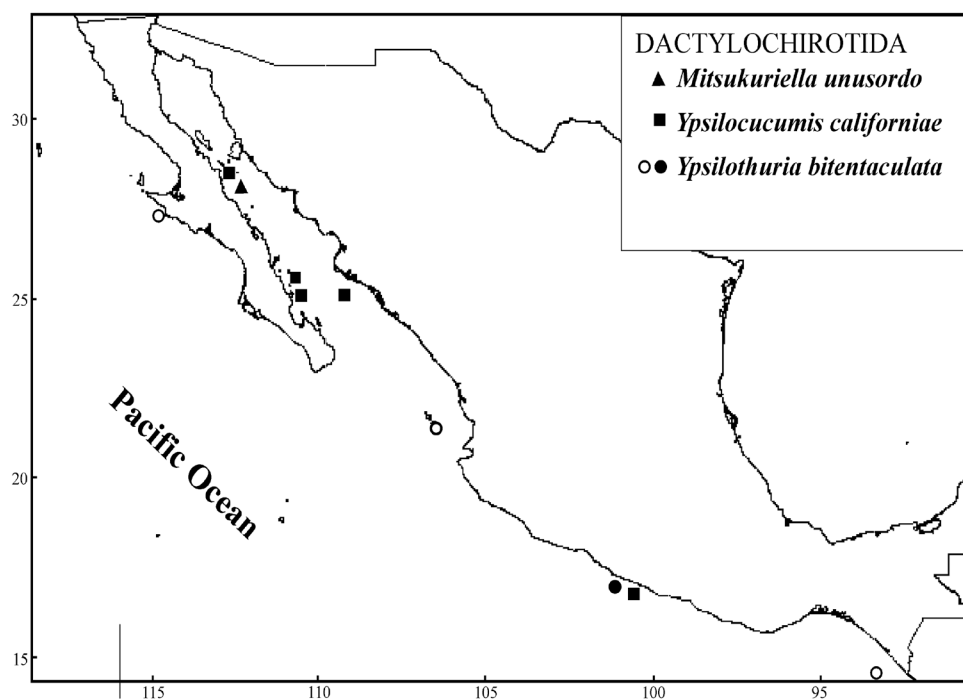 DACTYLOCHIROTIDA
Mitsukuriella unusordo
Ypsilocucumis californiae
Ypsilothuria bitentaculata
30
25
Pacific Ocean
20
15
115
110
105
100
95